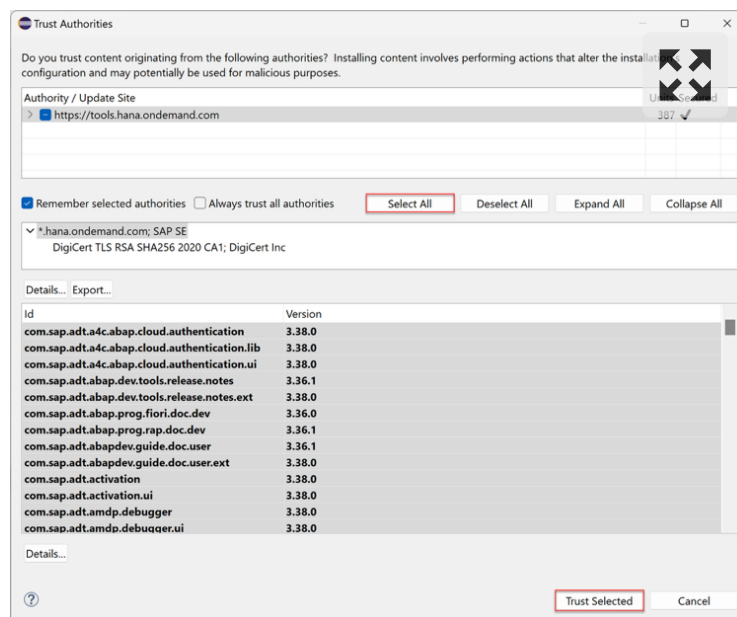 Trust Authorities
Do you trust content originating from the following authorities? Installing content involves performing actions that alter the
configuration and may potentially be used for malicious purposes.
Authority / Update Site
https://tools.hana.ondemand.com 387
Remember selected authorities Always trust all authorities Select All Deselect All Expand All Collapse All
*.hana.ondemand.com; SAP SE
DigiCert TLS RSA SHA256 2020 CA1; DigiCert Inc
Details... Export...
Id Version
com.sap.adt.a4c.abap.cloud.authentication 3.38.0
com.sap.adt.a4c.abap.cloud.authentication.lib 3.38.0
com.sap.adt.a4c.abap.cloud.authentication.ui 3.38.0
com.sap.adt.abap.dev.tools.release.notes 3.36.1
com.sap.adt.abap.dev.tools.release.notes.ext 3.38.0
com.sap.adt.abap.prog.fiori.doc.dev 3.36.0
com.sap.adt.abap.prog.rap.doc.dev 3.36.1
com.sap.adt.abapdev.guide.doc.user 3.36.1
com.sap.adt.abapdev.guide.doc.user.ext 3.38.0
com.sap.adt.activation 3.38.0
com.sap.adt.activation.ui 3.38.0
com.sap.adt.amdp.debugger 3.38.0
com.sap.adt.amdp.debugger.ui 3.38.0
Details...
Trust Selected Cancel